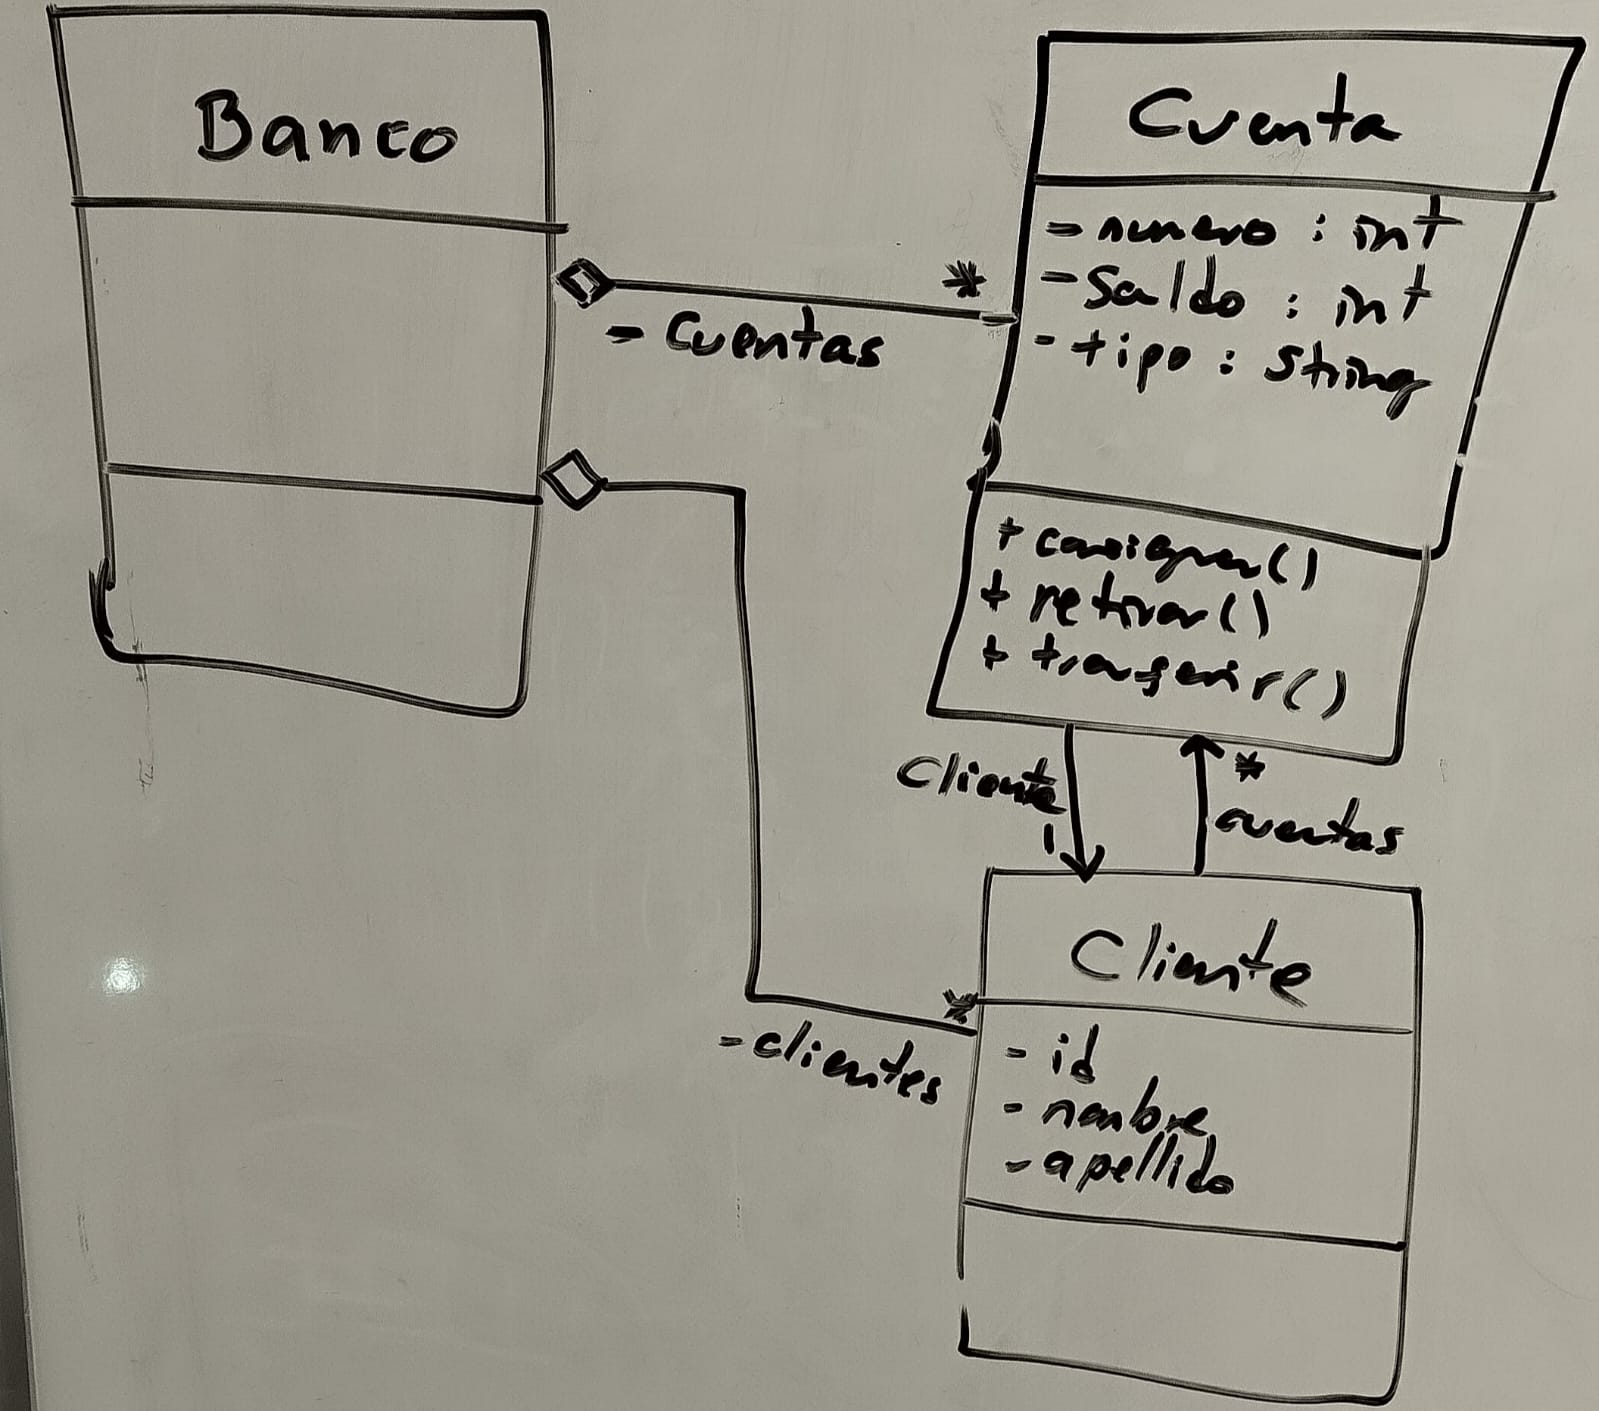 Banco
- Cuentas
*
Cuenta
- numero : int
- Saldo : int
- tipo : string
+ consignar()
+ retirar()
+ transferir()
Cliente
1
*
cuentas
Cliente
- id
- nombre
- apellido
*
- clientes